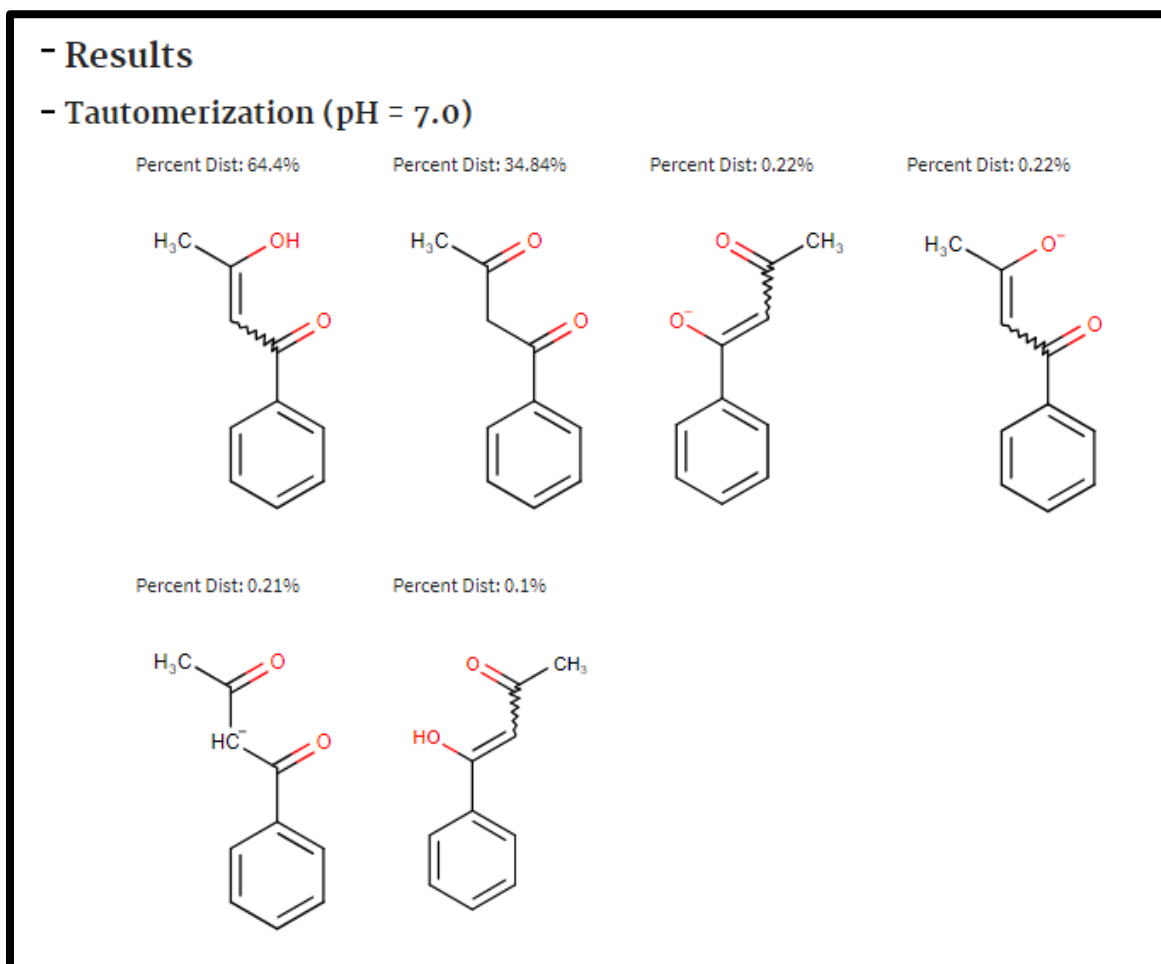 - Results
- Tautomerization (pH = 7.0)
Percent Dist: 64.4% Percent Dist: 34.84% Percent Dist: 0.22% Percent Dist: 0.22%
H₃C OH H₃C O O CH₃ H₃C O⁻
O O O⁻ O
Percent Dist: 0.21% Percent Dist: 0.1%
H₃C O O CH₃
HC⁻ O HO